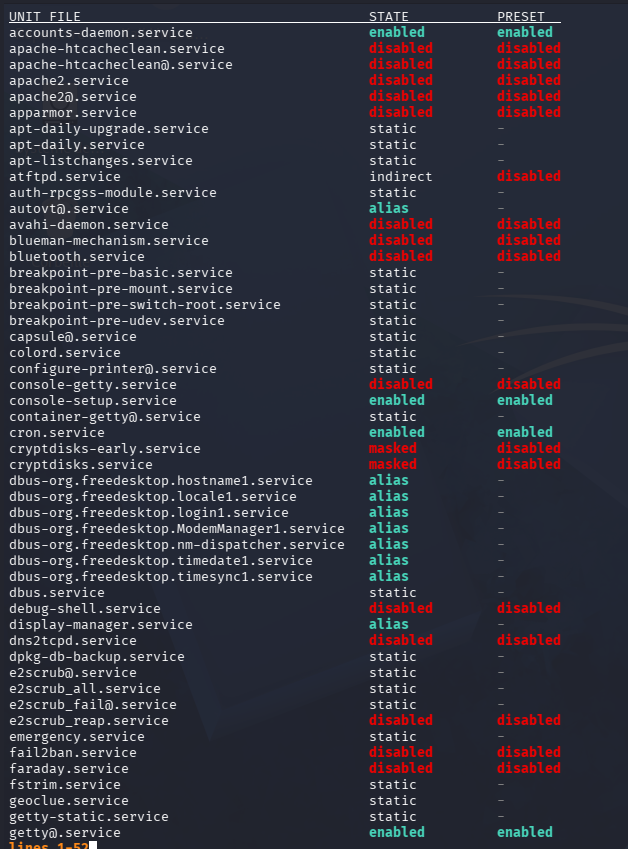 UNIT FILE STATE PRESET
accounts-daemon.service enabled enabled
apache-htcacheclean.service disabled disabled
apache-htcacheclean@.service disabled disabled
apache2.service disabled disabled
apache2@.service disabled disabled
apparmor.service disabled disabled
apt-daily-upgrade.service static -
apt-daily.service static -
apt-listchanges.service static -
atftpd.service indirect disabled
auth-rpcgss-module.service static -
autovt@.service alias -
avahi-daemon.service disabled disabled
blueman-mechanism.service disabled disabled
bluetooth.service disabled disabled
breakpoint-pre-basic.service static -
breakpoint-pre-mount.service static -
breakpoint-pre-switch-root.service static -
breakpoint-pre-udev.service static -
capsule@.service static -
colord.service static -
configure-printer@.service static -
console-getty.service disabled disabled
console-setup.service enabled enabled
container-getty@.service static -
cron.service enabled enabled
cryptdisks-early.service masked disabled
cryptdisks.service masked disabled
dbus-org.freedesktop.hostname1.service alias -
dbus-org.freedesktop.locale1.service alias -
dbus-org.freedesktop.login1.service alias -
dbus-org.freedesktop.ModemManager1.service alias -
dbus-org.freedesktop.nm-dispatcher.service alias -
dbus-org.freedesktop.timedate1.service alias -
dbus-org.freedesktop.timesync1.service alias -
dbus.service static -
debug-shell.service disabled disabled
display-manager.service alias -
dns2tcpd.service disabled disabled
dpkg-db-backup.service static -
e2scrub@.service static -
e2scrub_all.service static -
e2scrub_fail@.service static -
e2scrub_reap.service disabled disabled
emergency.service static -
fail2ban.service disabled disabled
faraday.service disabled disabled
fstrim.service static -
geoclue.service static -
getty-static.service static -
getty@.service enabled enabled
lines 1-52